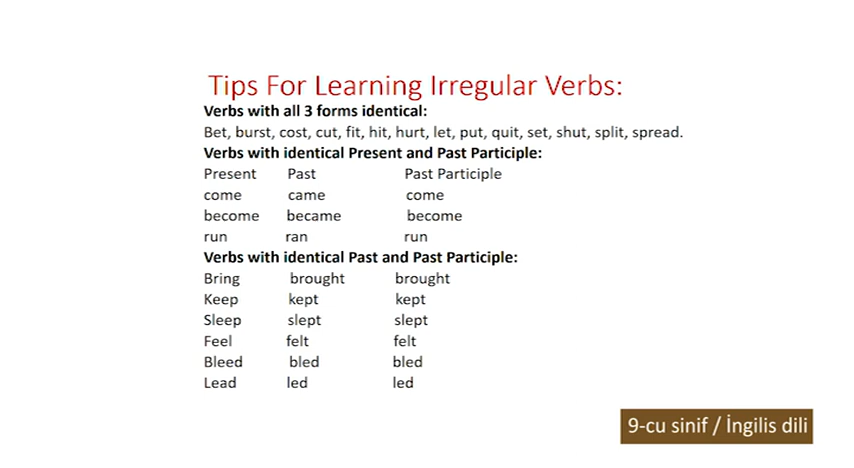 Tips For Learning Irregular Verbs:
Verbs with all 3 forms identical:
Bet, burst, cost, cut, fit, hit, hurt, let, put, quit, set, shut, split, spread.
Verbs with identical Present and Past Participle:
Present Past Past Participle
come came come
become became become
run ran run
Verbs with identical Past and Past Participle:
Bring brought brought
Keep kept kept
Sleep slept slept
Feel felt felt
Bleed bled bled
Lead led led
9-cu sinif / İngilis dili